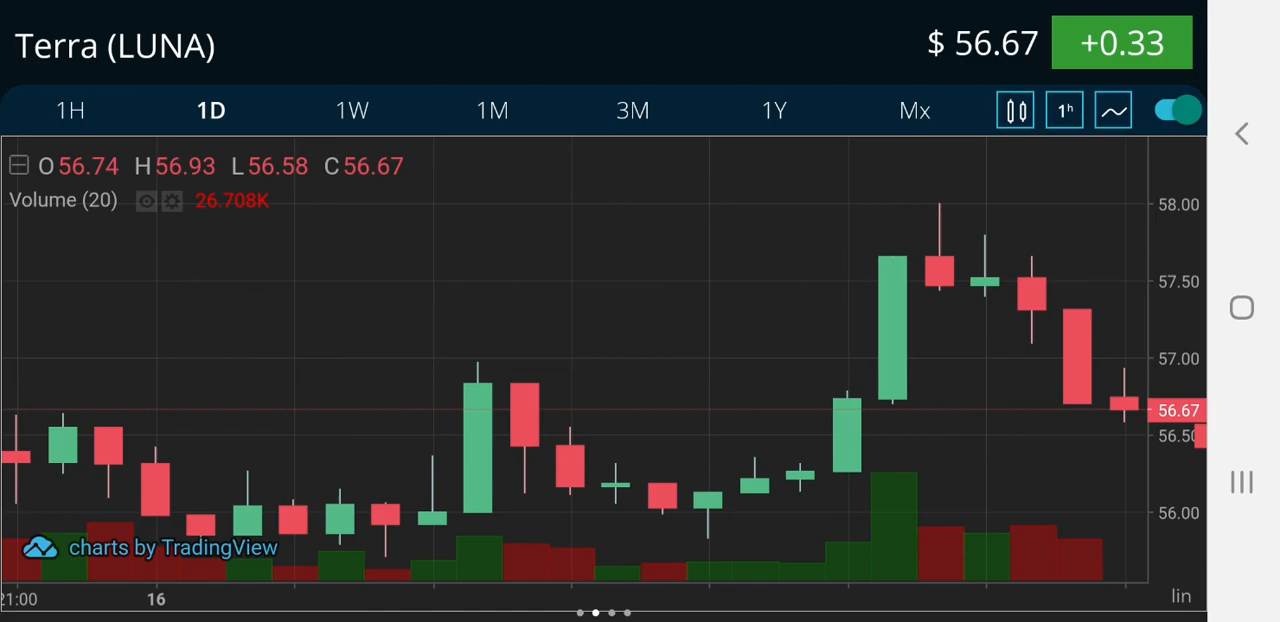 Terra (LUNA) $ 56.67 +0.33
1H 1D 1W 1M 3M 1Y Mx 1h
O 56.74 H 56.93 L 56.58 C 56.67
Volume (20) 26.708K
58.00
57.50
57.00
56.67
56.50
56.00
charts by TradingView
21:00 16 lin